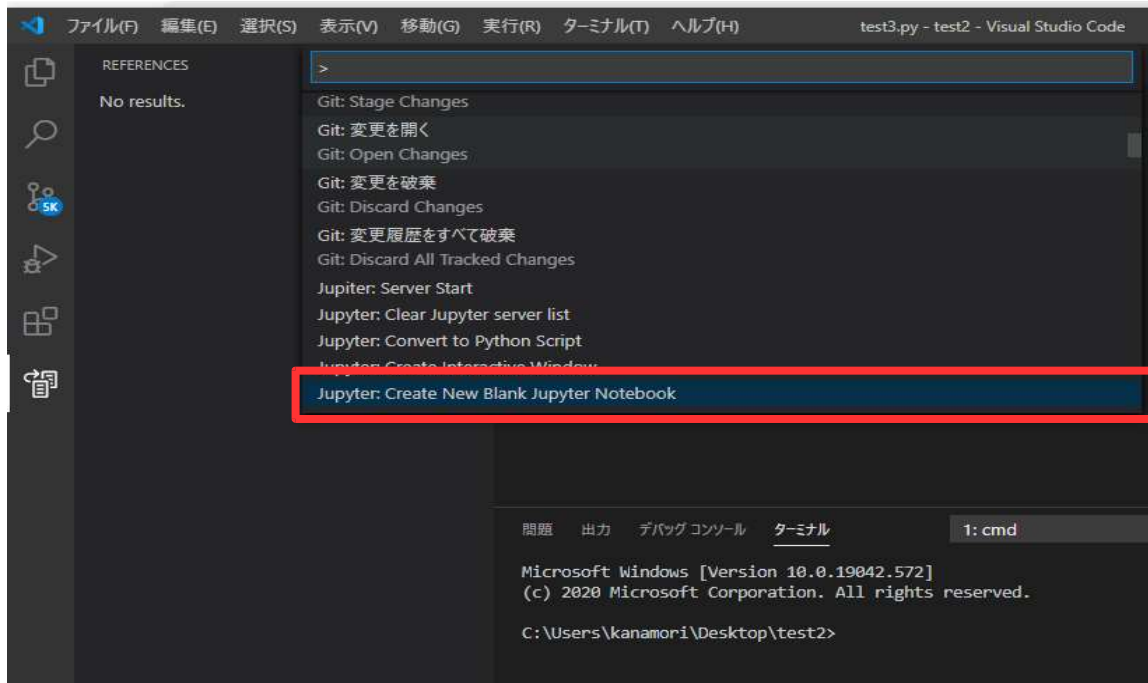 ファイル(F) 編集(E) 選択(S) 表示(V) 移動(G) 実行(R) ターミナル(T) ヘルプ(H) test3.py - test2 - Visual Studio Code
REFERENCES
No results.
5K
>
Git: Stage Changes
Git: 変更を開く
Git: Open Changes
Git: 変更を破棄
Git: Discard Changes
Git: 変更履歴をすべて破棄
Git: Discard All Tracked Changes
Jupiter: Server Start
Jupyter: Clear Jupyter server list
Jupyter: Convert to Python Script
Jupyter: Create Interactive Window
Jupyter: Create New Blank Jupyter Notebook
問題 出力 デバッグ コンソール ターミナル 1: cmd
Microsoft Windows [Version 10.0.19042.572]
(c) 2020 Microsoft Corporation. All rights reserved.
C:\Users\kanamori\Desktop\test2>